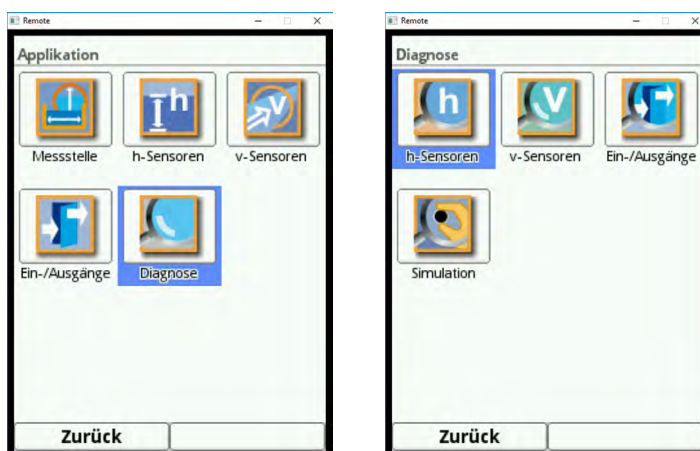 Remote
Applikation
h
v
Messstelle
h-Sensoren
v-Sensoren
Ein-/Ausgänge
Diagnose
Zurück
Remote
Diagnose
h
V
h-Sensoren
v-Sensoren
Ein-/Ausgänge
Simulation
Zurück